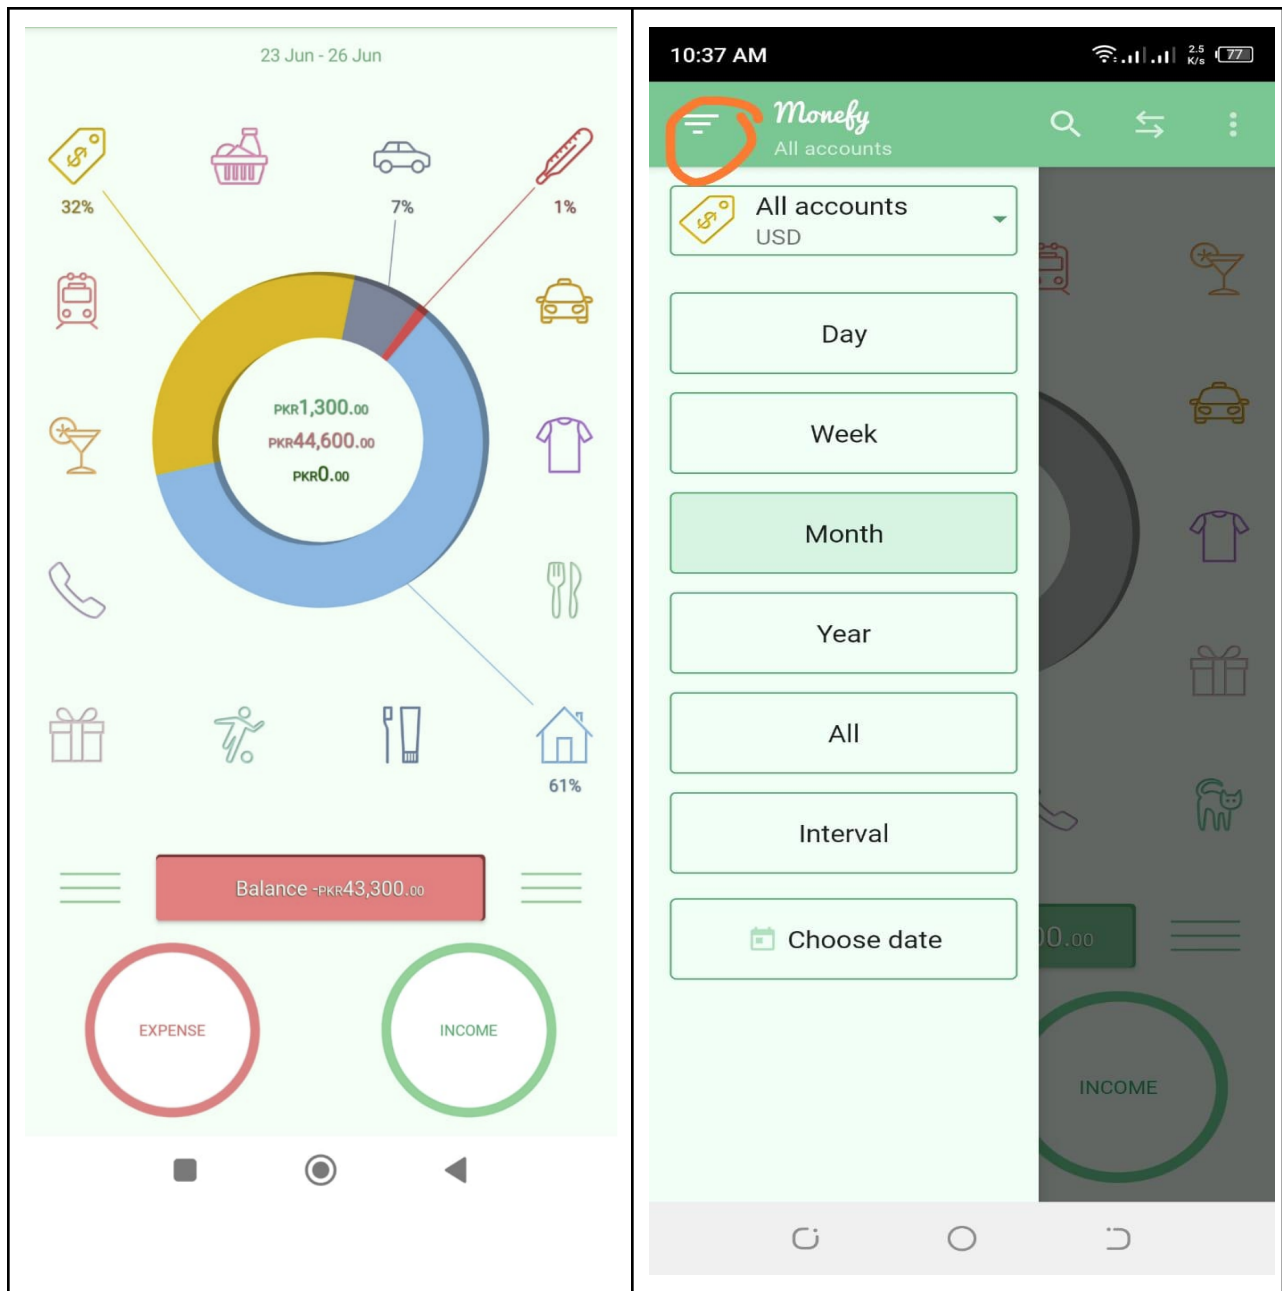 23 Jun - 26 Jun
32%
7%
1%
PKR1,300.00
PKR44,600.00
PKR0.00
61%
Balance -PKR43,300.00
EXPENSE
INCOME
10:37 AM
2.5
K/s
77
Monefy
All accounts
All accounts
USD
Day
Week
Month
Year
All
Interval
Choose date
00.00
INCOME